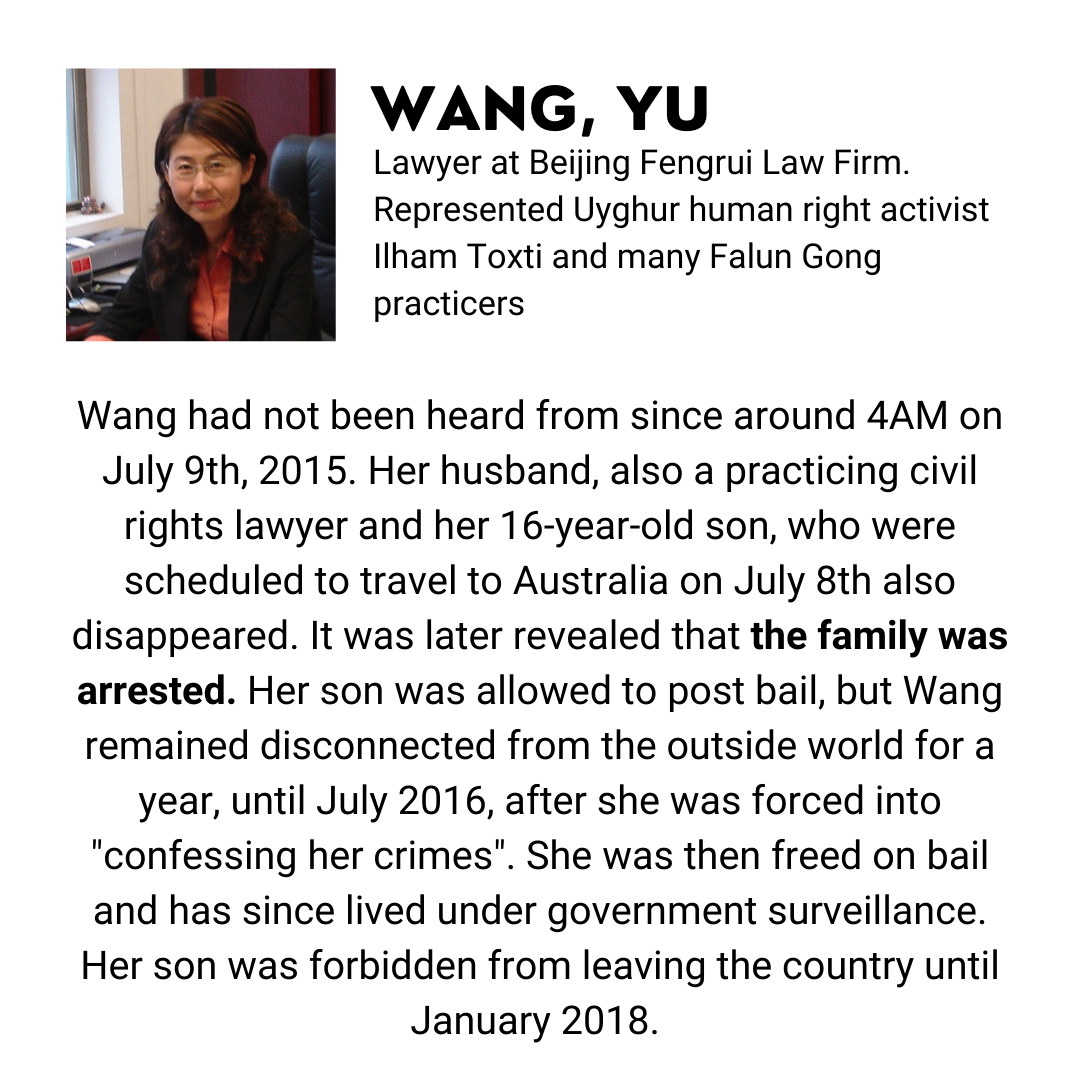 WANG, YU
Lawyer at Beijing Fengrui Law Firm.
Represented Uyghur human right activist
Ilham Toxti and many Falun Gong
practicers
Wang had not been heard from since around 4AM on
July 9th, 2015. Her husband, also a practicing civil
rights lawyer and her 16-year-old son, who were
scheduled to travel to Australia on July 8th also
disappeared. It was later revealed that the family was
arrested. Her son was allowed to post bail, but Wang
remained disconnected from the outside world for a
year, until July 2016, after she was forced into
"confessing her crimes". She was then freed on bail
and has since lived under government surveillance.
Her son was forbidden from leaving the country until
January 2018.